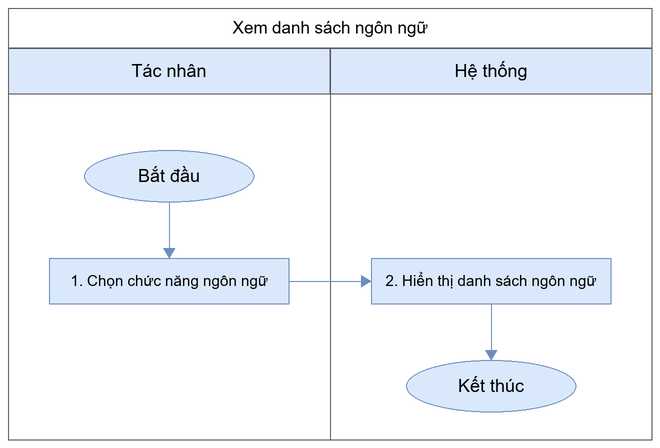 Xem danh sách ngôn ngữ
Tác nhân
Hệ thống
Bắt đầu
1. Chọn chức năng ngôn ngữ
2. Hiển thị danh sách ngôn ngữ
Kết thúc